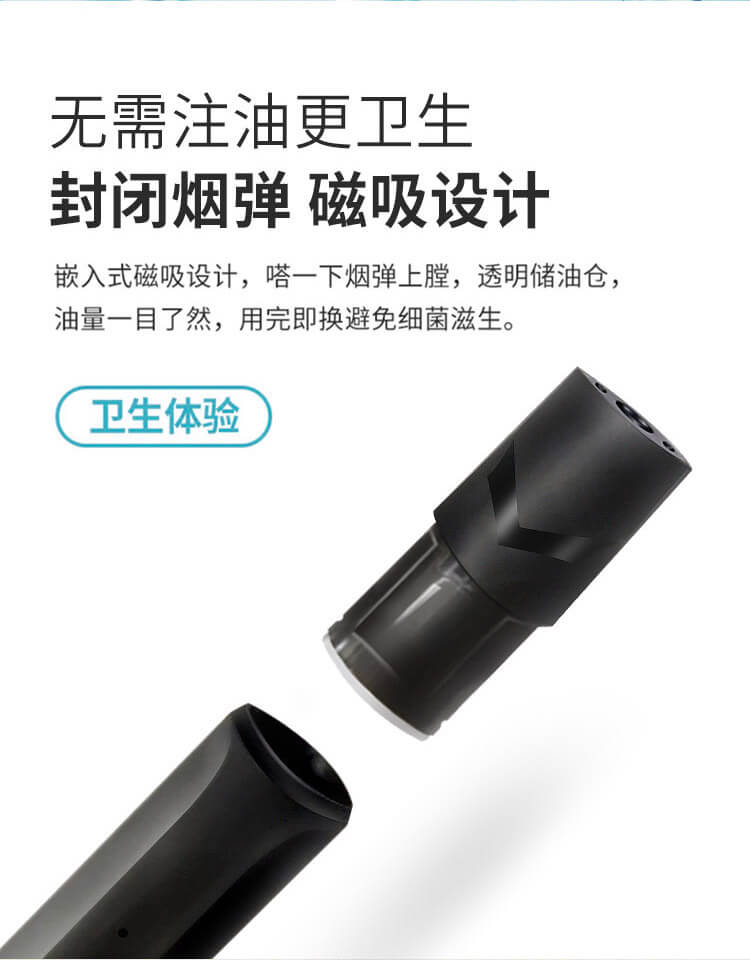 无需注油更卫生
封闭烟弹 磁吸设计
嵌入式磁吸设计，嗒一下烟弹上膛，透明储油仓，
油量一目了然，用完即换避免细菌滋生。
卫生体验